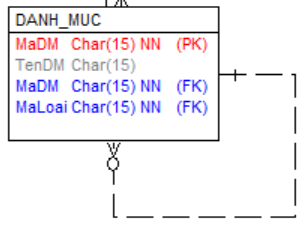 DANH_MUC
MaDM Char(15) NN (PK)
TenDM Char(15)
MaDM Char(15) NN (FK)
MaLoai Char(15) NN (FK)